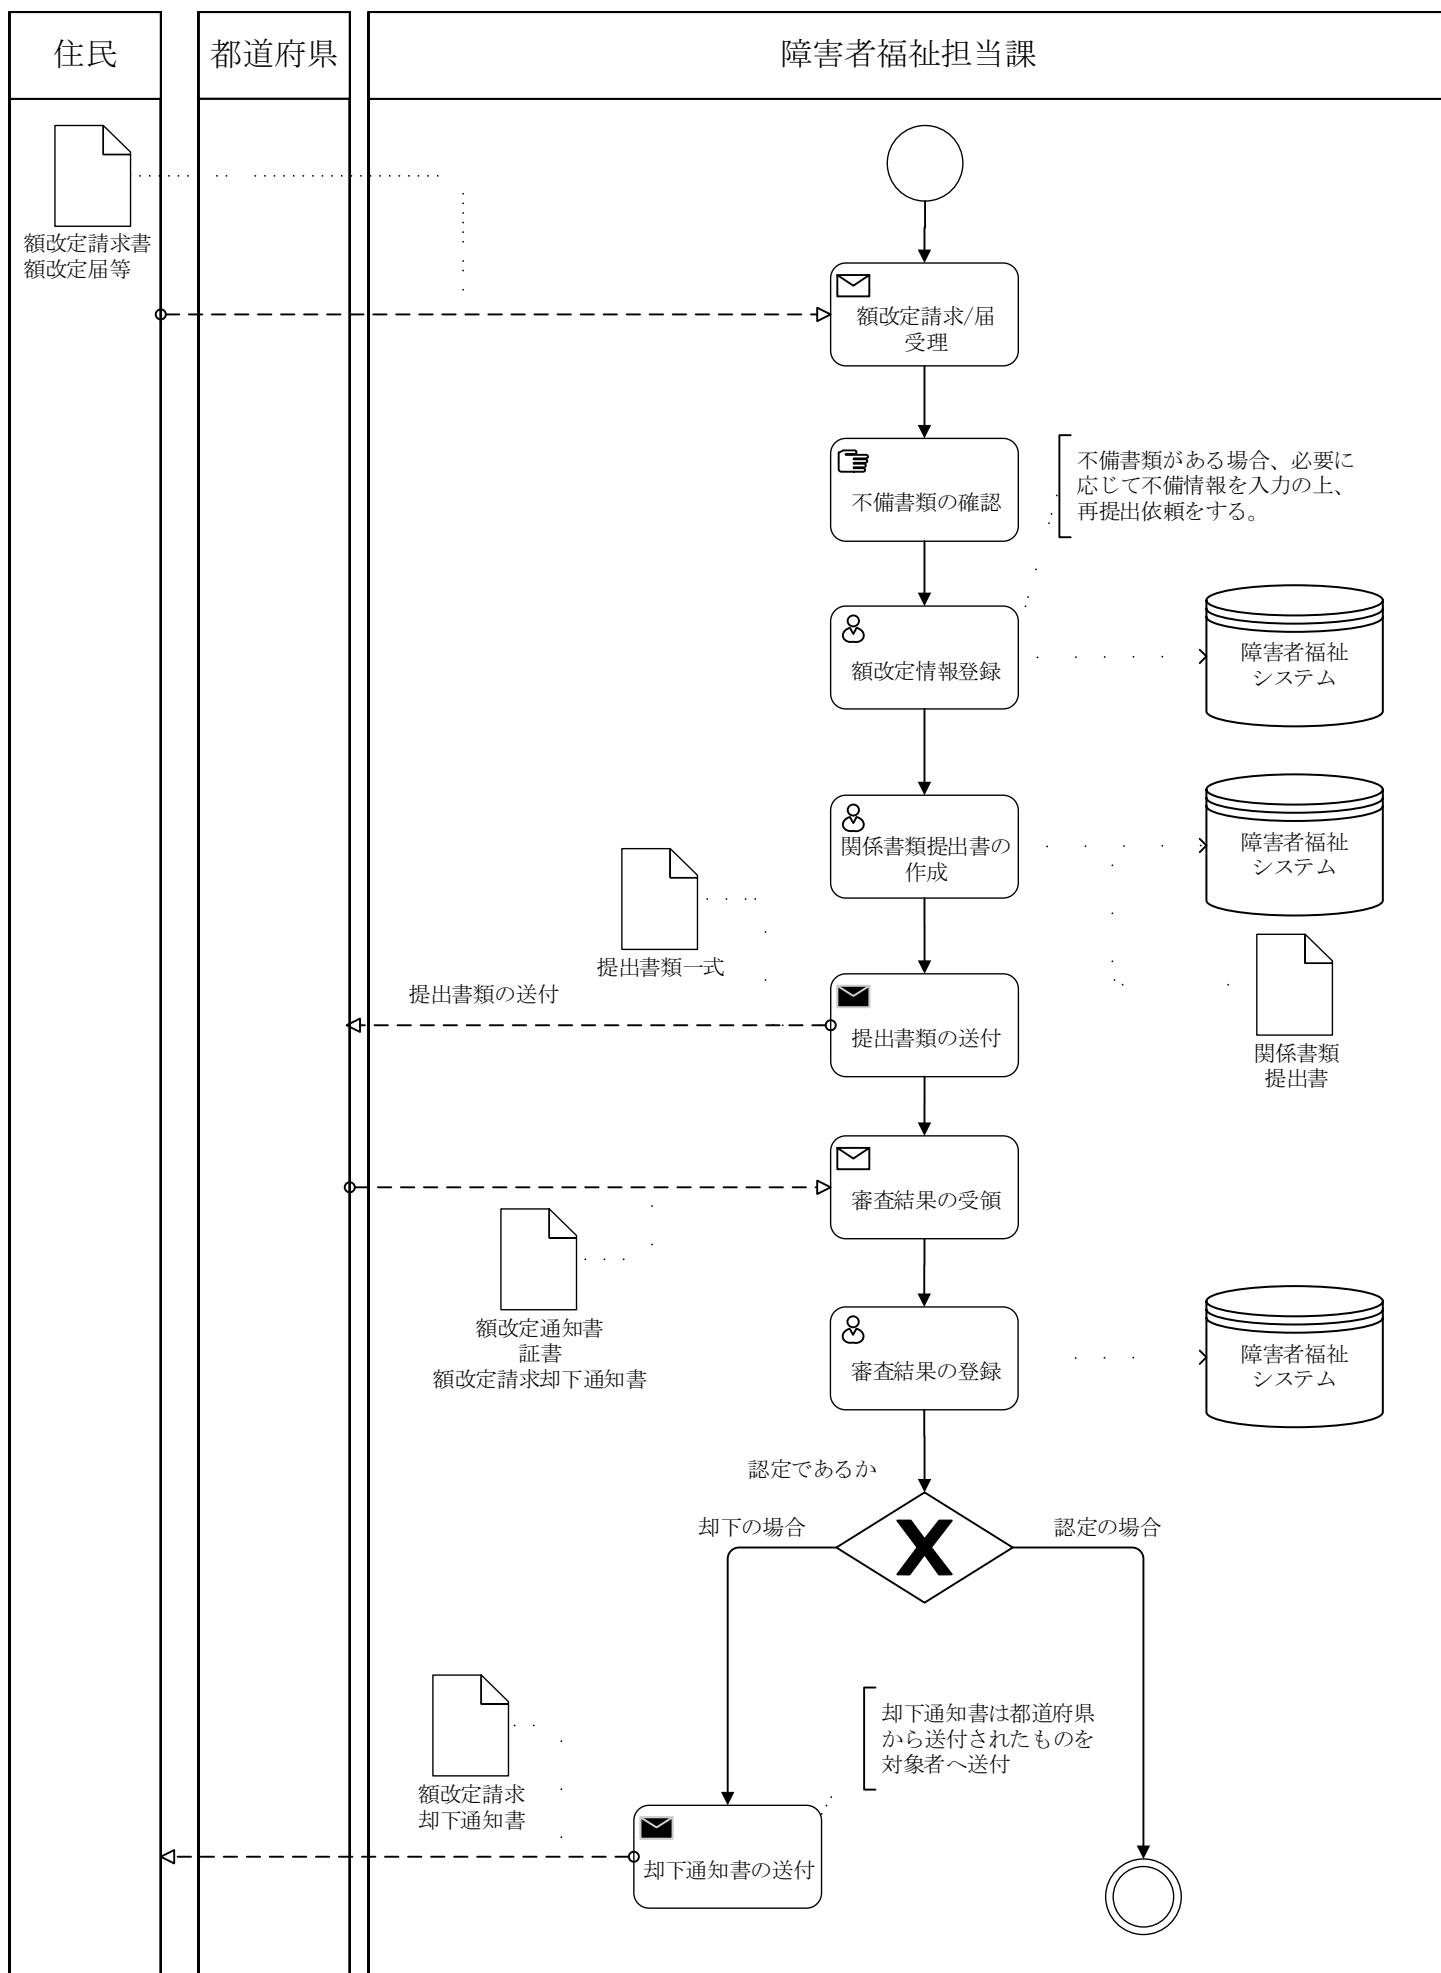 住民
都道府県
障害者福祉担当課
額改定請求書
額改定届等
額改定請求/届
受理
不備書類の確認
不備書類がある場合、必要に
応じて不備情報を入力の上、
再提出依頼をする。
額改定情報登録
障害者福祉
システム
関係書類提出書の
作成
障害者福祉
システム
提出書類一式
関係書類
提出書
提出書類の送付
提出書類の送付
審査結果の受領
額改定通知書
証書
額改定請求却下通知書
審査結果の登録
障害者福祉
システム
認定であるか
却下の場合
認定の場合
額改定請求
却下通知書
却下通知書は都道府県
から送付されたものを
対象者へ送付
却下通知書の送付